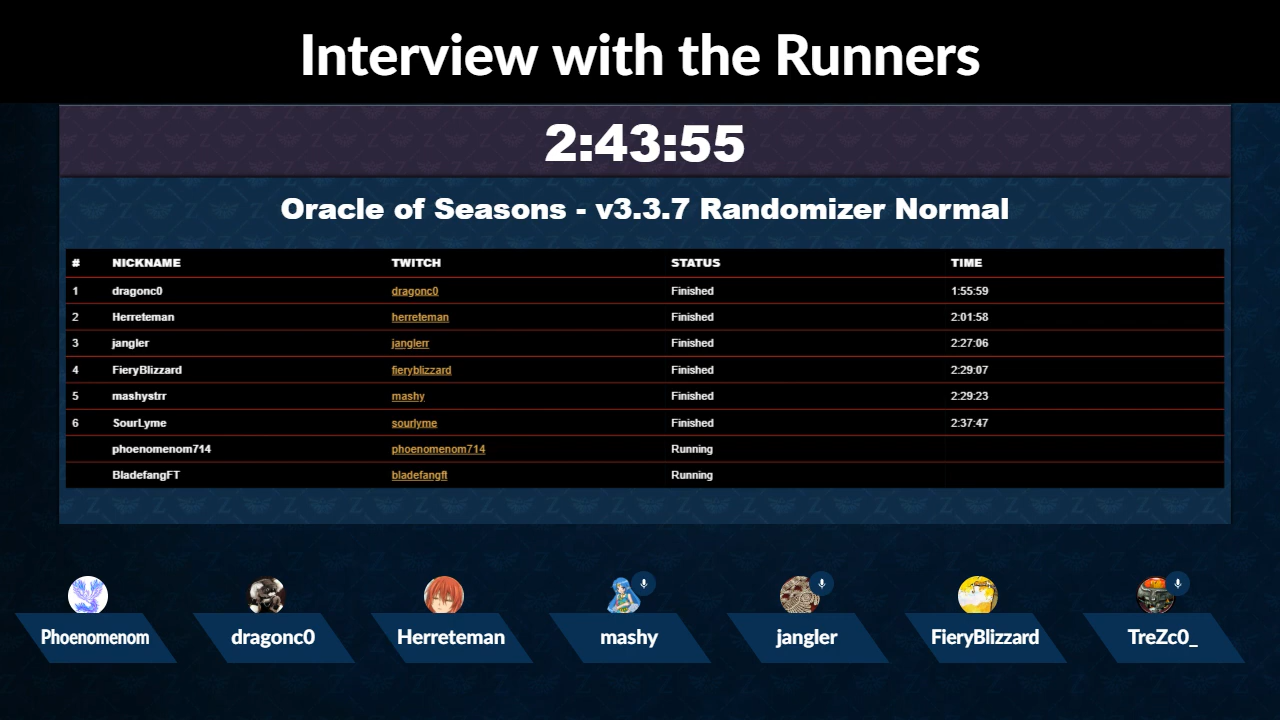 Interview with the Runners
2:43:55
Oracle of Seasons - v3.3.7 Randomizer Normal
# NICKNAME TWITCH STATUS TIME
1 dragonc0 dragonc0 Finished 1:55:59
2 Herreteman herreteman Finished 2:01:58
3 jangler janglerr Finished 2:27:06
4 FieryBlizzard fieryblizzard Finished 2:29:07
5 mashystrr mashy Finished 2:29:23
6 SourLyme sourlyme Finished 2:37:47
phoenomenom714 phoenomenom714 Running
BladefangFT bladefangft Running
Phoenomenom dragonc0 Herreteman mashy jangler FieryBlizzard TreZc0_